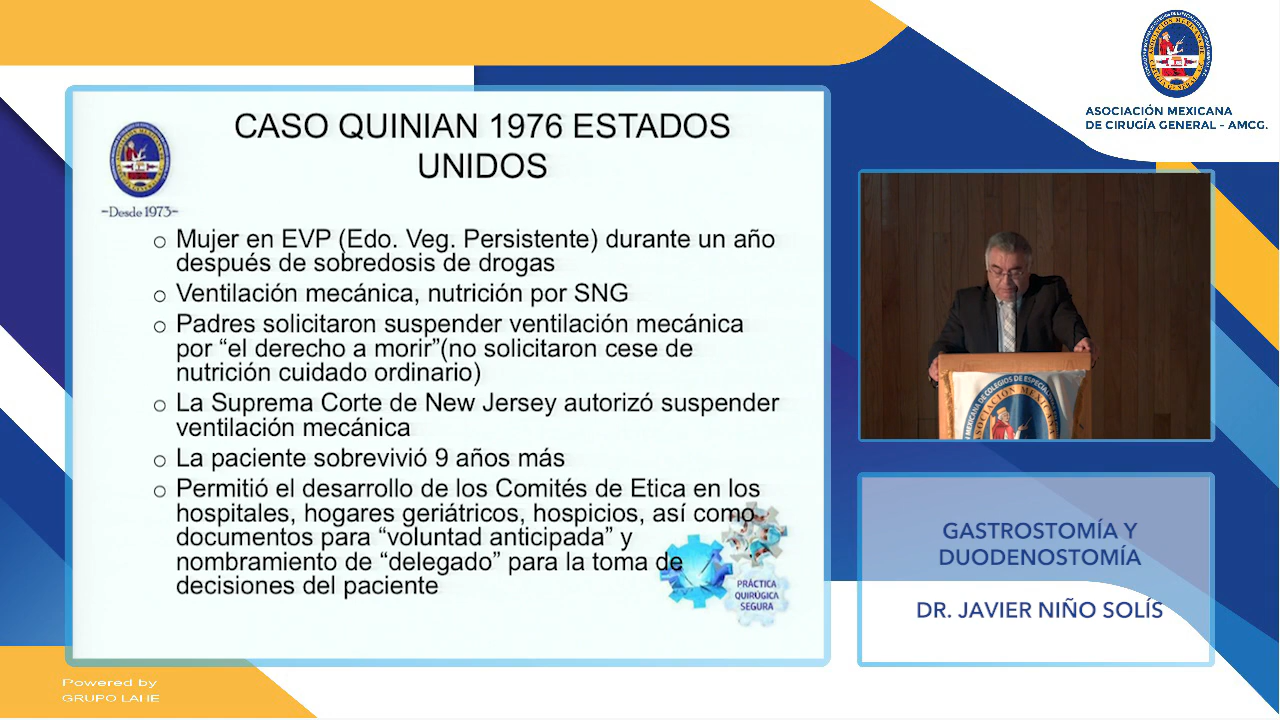 ASOCIACIÓN MEXICANA
DE CIRUGÍA GENERAL - AMCG.
CASO QUINIAN 1976 ESTADOS
UNIDOS
~Desde 1973~
o Mujer en EVP (Edo. Veg. Persistente) durante un año
después de sobredosis de drogas
o Ventilación mecánica, nutrición por SNG
o Padres solicitaron suspender ventilación mecánica
por “el derecho a morir”(no solicitaron cese de
nutrición cuidado ordinario)
o La Suprema Corte de New Jersey autorizó suspender
ventilación mecánica
o La paciente sobrevivió 9 años más
o Permitió el desarrollo de los Comités de Etica en los
hospitales, hogares geriátricos, hospicios, así como
documentos para “voluntad anticipada” y
nombramiento de “delegado” para la toma de
decisiones del paciente
PRÁCTICA
QUIRÚGICA
SEGURA
GASTROSTOMÍA Y
DUODENOSTOMÍA
DR. JAVIER NIÑO SOLÍS
Powered by
GRUPO LAHE